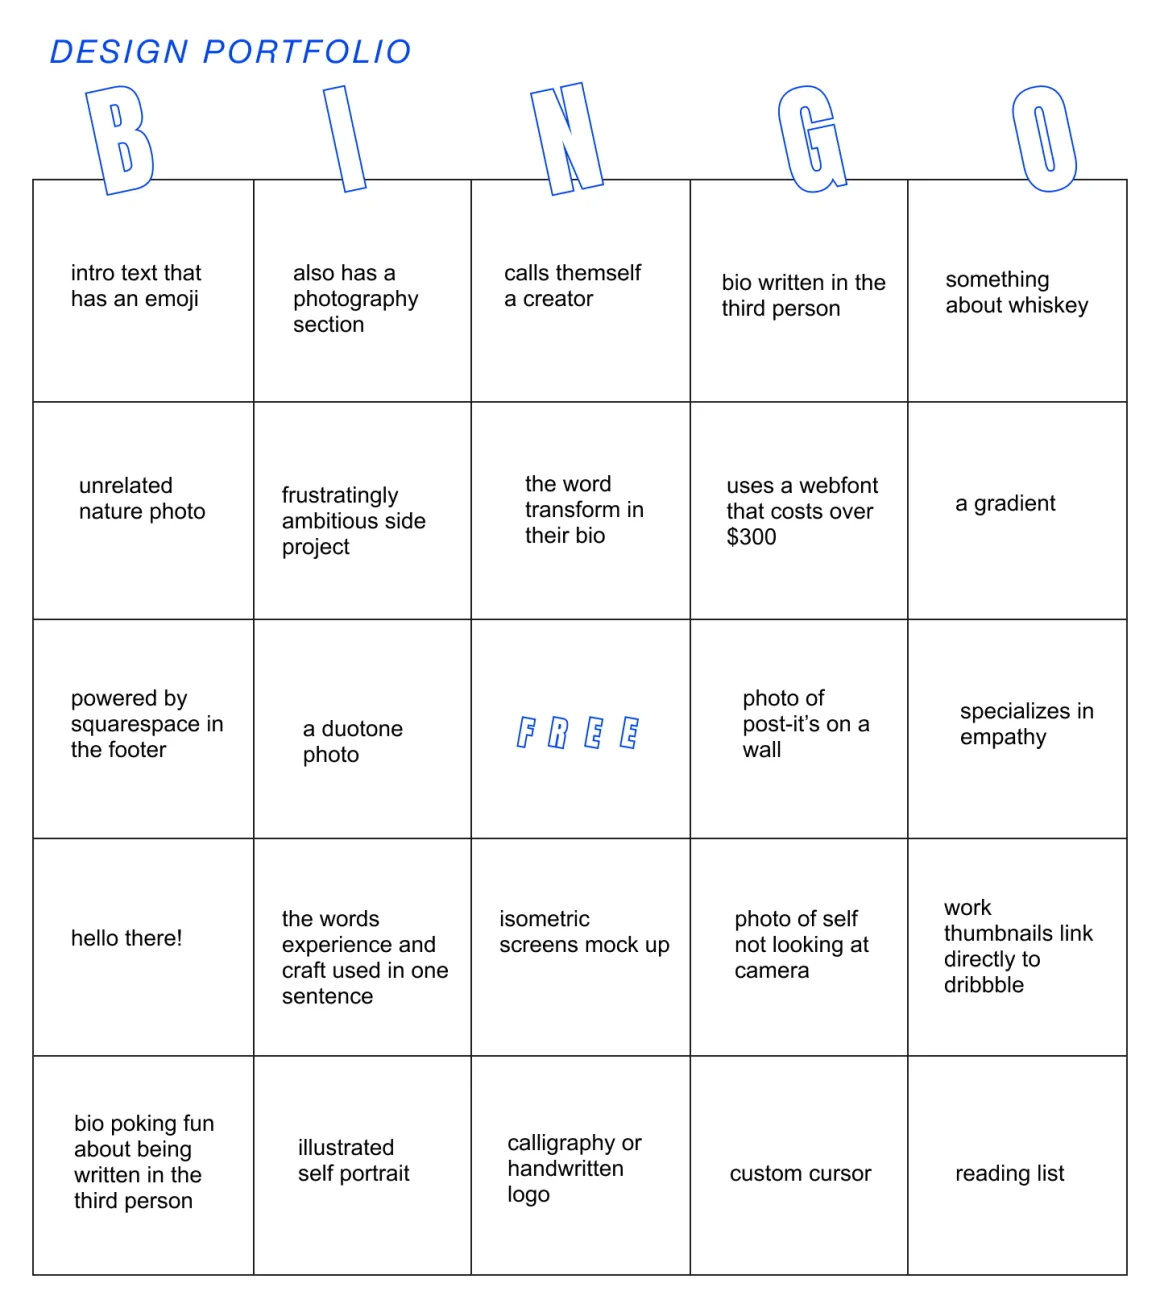 DESIGN PORTFOLIO
B I N G O
intro text that
has an emoji
also has a
photography
section
calls themself
a creator
bio written in the
third person
something
about whiskey
unrelated
nature photo
frustratingly
ambitious side
project
the word
transform in
their bio
uses a webfont
that costs over
$300
a gradient
powered by
squarespace in
the footer
a duotone
photo
FREE
photo of
post-it’s on a
wall
specializes in
empathy
hello there!
the words
experience and
craft used in one
sentence
isometric
screens mock up
photo of self
not looking at
camera
work
thumbnails link
directly to
dribbble
bio poking fun
about being
written in the
third person
illustrated
self portrait
calligraphy or
handwritten
logo
custom cursor
reading list